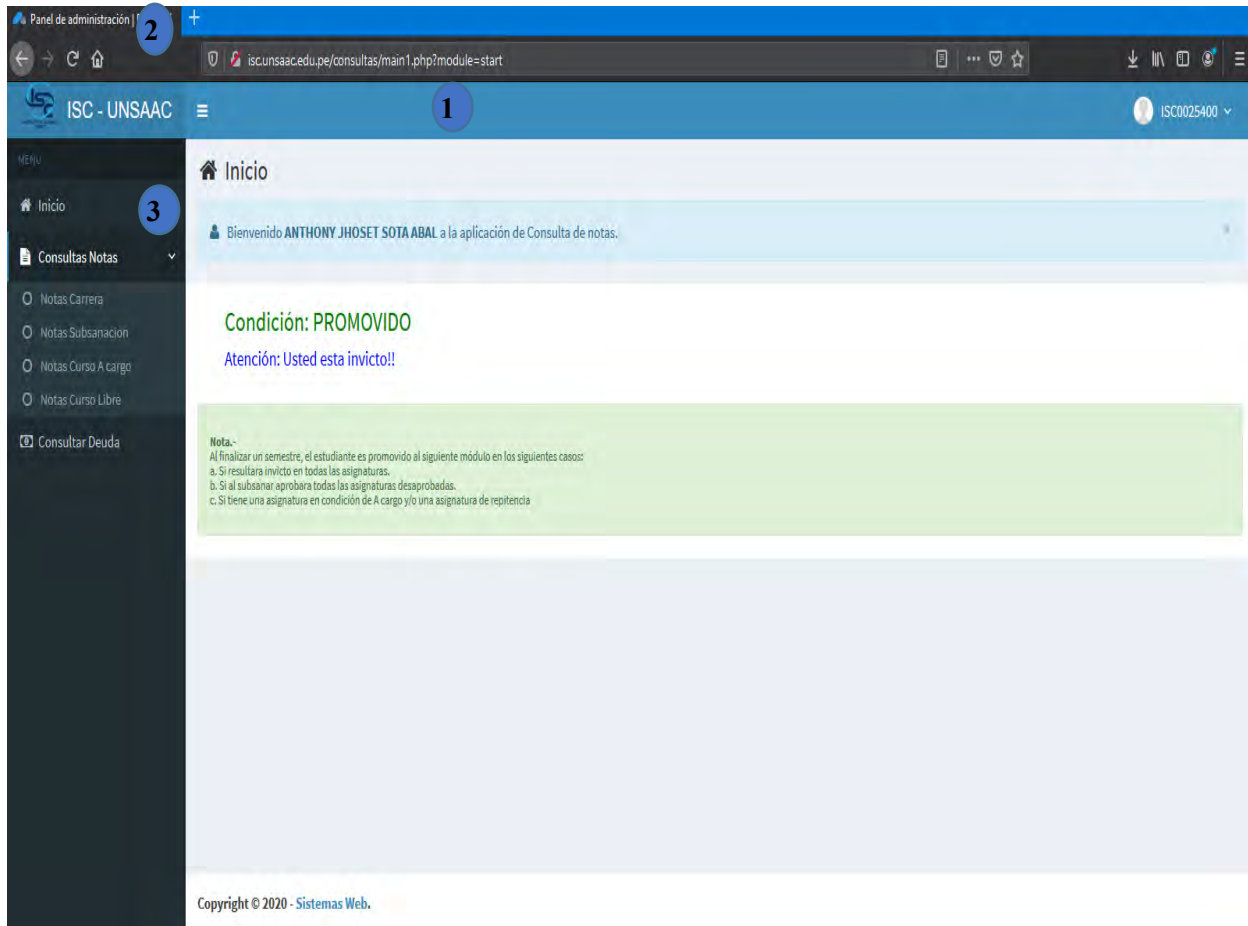 Panel de administración |
2
isc.unsaac.edu.pe/consultas/main1.php?module=start
ISC - UNSAAC
1
ISC0025400
MENU
Inicio
3
Consultas Notas
Notas Carrera
Notas Subsanacion
Notas Curso A cargo
Notas Curso Libre
Consultar Deuda
Inicio
Bienvenido ANTHONY JHOSET SOTA ABAL a la aplicación de Consulta de notas.
Condición: PROMOVIDO
Atención: Usted esta invicto!!
Nota.-
Al finalizar un semestre, el estudiante es promovido al siguiente módulo en los siguientes casos:
a. Si resultara invicto en todas las asignaturas.
b. Si al subsanar aprobara todas las asignaturas desaprobadas.
c. Si tiene una asignatura en condición de A cargo y/o una asignatura de repitencia
Copyright © 2020 - Sistemas Web.